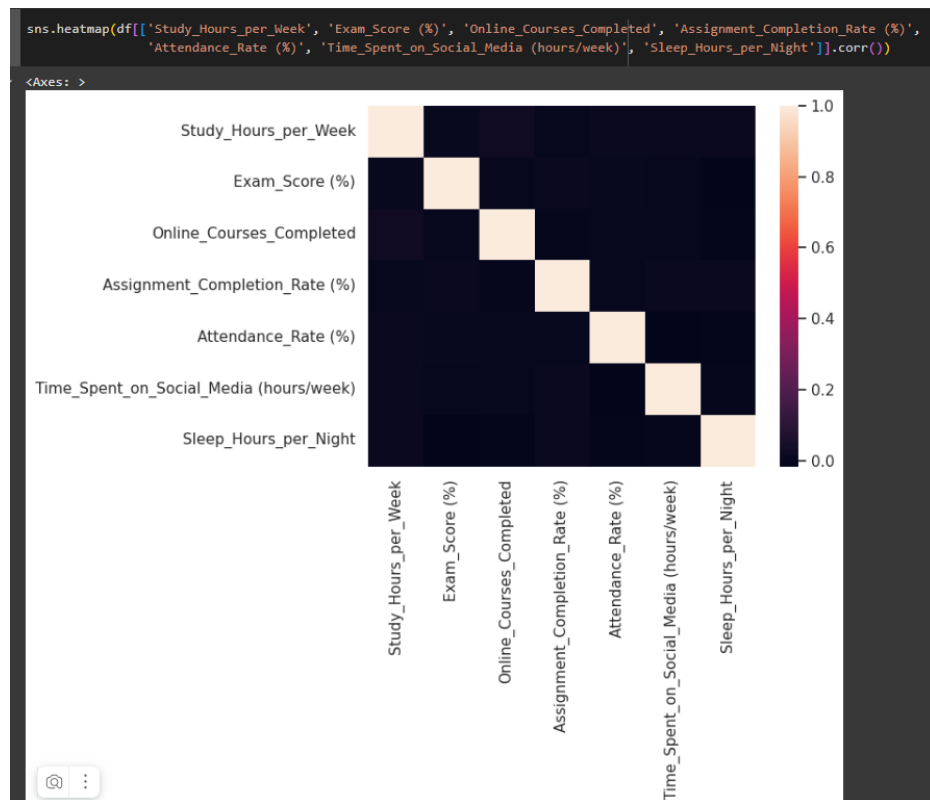 sns.heatmap(df[['Study_Hours_per_Week', 'Exam_Score (%)', 'Online_Courses_Completed', 'Assignment_Completion_Rate (%)',
'Attendance_Rate (%)', 'Time_Spent_on_Social_Media (hours/week)', 'Sleep_Hours_per_Night']].corr())
<Axes: >
Study_Hours_per_Week
Exam_Score (%)
Online_Courses_Completed
Assignment_Completion_Rate (%)
Attendance_Rate (%)
Time_Spent_on_Social_Media (hours/week)
Sleep_Hours_per_Night
1.0
0.8
0.6
0.4
0.2
0.0
Study_Hours_per_Week
Exam_Score (%)
Online_Courses_Completed
Assignment_Completion_Rate (%)
Attendance_Rate (%)
Time_Spent_on_Social_Media (hours/week)
Sleep_Hours_per_Night